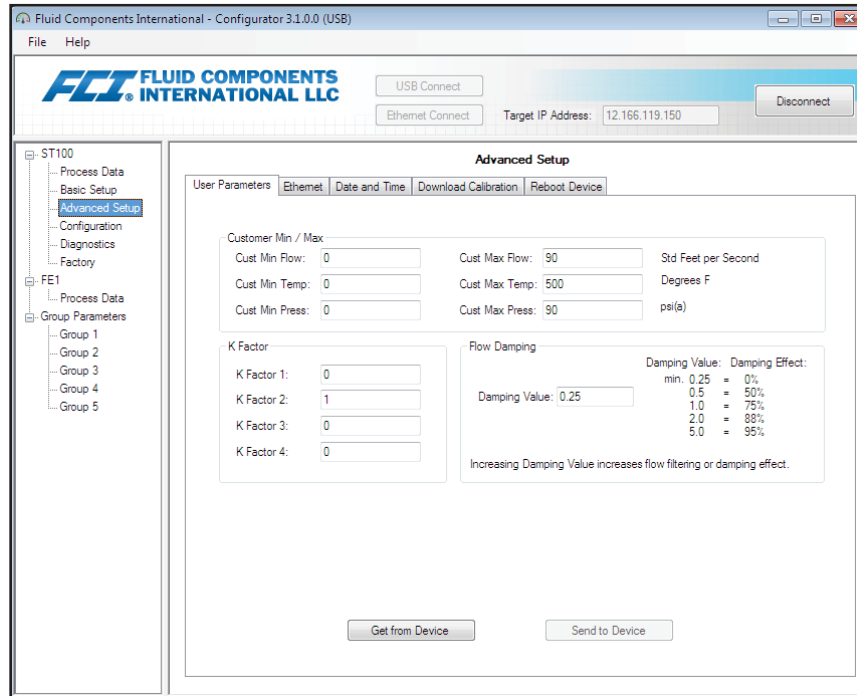 Fluid Components International - Configurator 3.1.0.0 (USB)
File Help
FCI. FLUID COMPONENTS
® INTERNATIONAL LLC
USB Connect
Ethernet Connect
Target IP Address: 12.166.119.150
Disconnect
ST100
Process Data
Basic Setup
Advanced Setup
Configuration
Diagnostics
Factory
FE1
Process Data
Group Parameters
Group 1
Group 2
Group 3
Group 4
Group 5
Advanced Setup
User Parameters Ethernet Date and Time Download Calibration Reboot Device
Customer Min / Max
Cust Min Flow: 0 Cust Max Flow: 90 Std Feet per Second
Cust Min Temp: 0 Cust Max Temp: 500 Degrees F
Cust Min Press: 0 Cust Max Press: 90 psi(a)
K Factor
K Factor 1: 0
K Factor 2: 1
K Factor 3: 0
K Factor 4: 0
Flow Damping
Damping Value: 0.25
Damping Value: Damping Effect:
min. 0.25 = 0%
0.5 = 50%
1.0 = 75%
2.0 = 88%
5.0 = 95%
Increasing Damping Value increases flow filtering or damping effect.
Get from Device
Send to Device